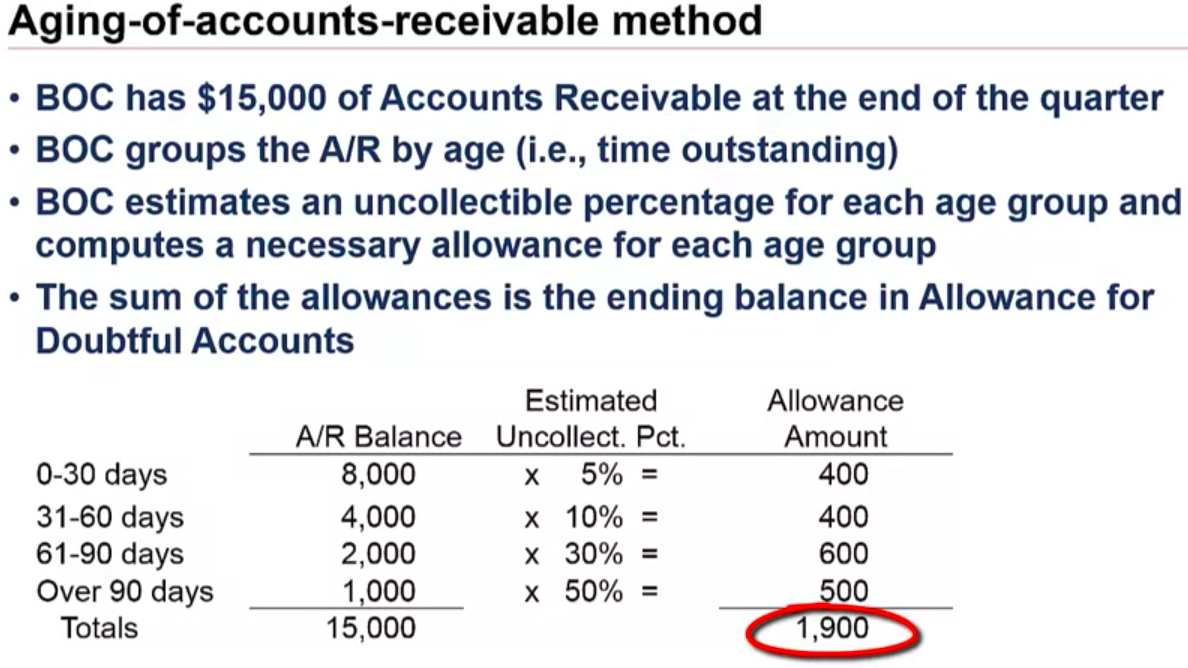 Aging-of-accounts-receivable method
• BOC has $15,000 of Accounts Receivable at the end of the quarter
• BOC groups the A/R by age (i.e., time outstanding)
• BOC estimates an uncollectible percentage for each age group and
computes a necessary allowance for each age group
• The sum of the allowances is the ending balance in Allowance for
Doubtful Accounts
Estimated Allowance
A/R Balance Uncollect. Pct. Amount
0-30 days 8,000 x 5% = 400
31-60 days 4,000 x 10% = 400
61-90 days 2,000 x 30% = 600
Over 90 days 1,000 x 50% = 500
Totals 15,000 1,900